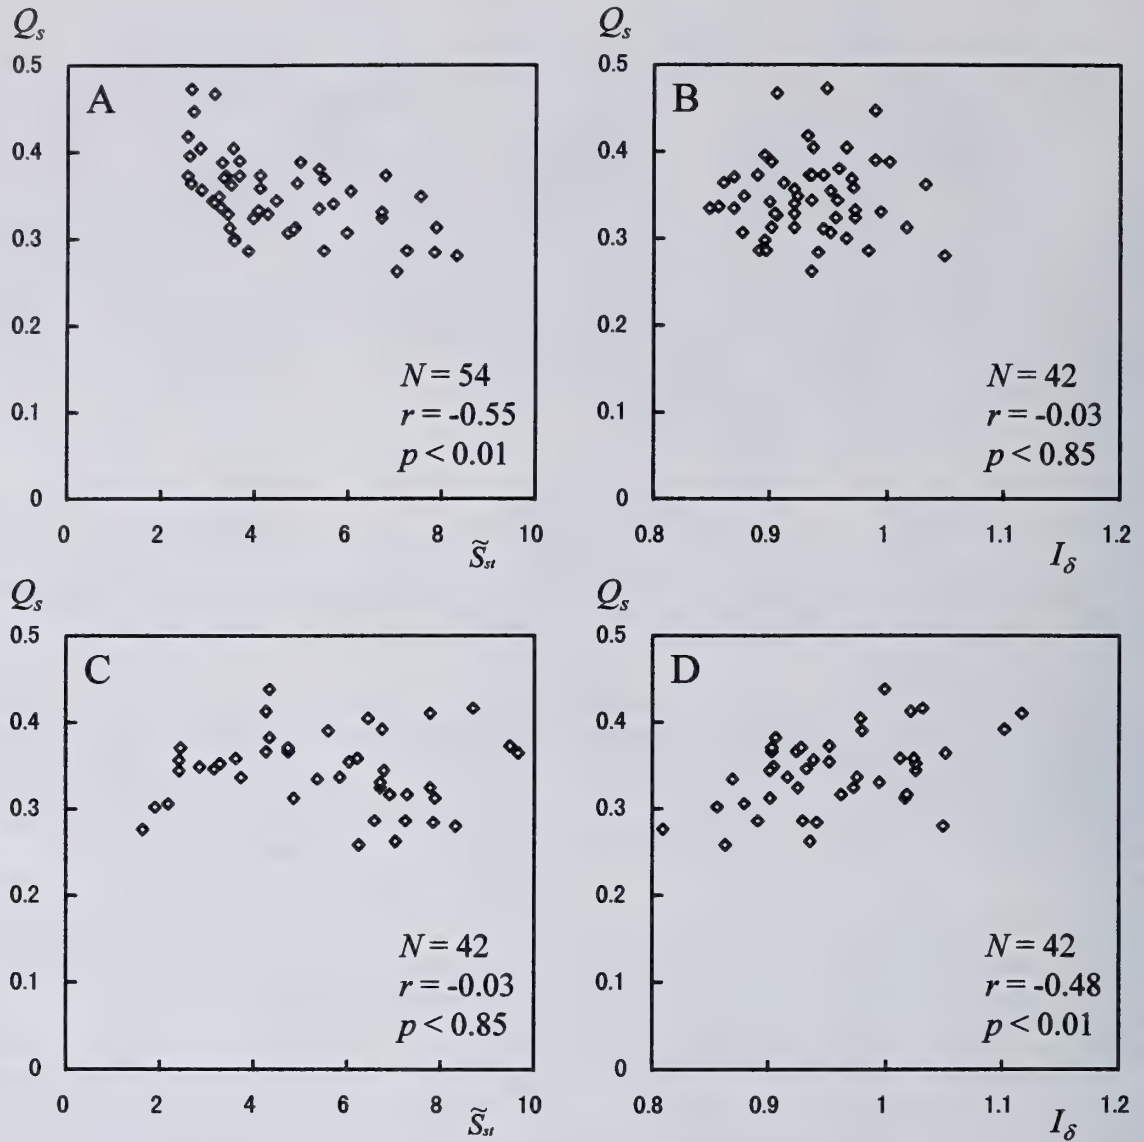 Qs Qs
0.5 0.5
A B
0.4 0.4
0.3 0.3
0.2 0.2
N = 54 N = 42
0.1 r = -0.55 0.1 r = -0.03
p < 0.01 p < 0.85
0 0
0 2 4 6 8 10 0.8 0.9 1 1.1 1.2
S̃st Iδ
Qs Qs
0.5 0.5
C D
0.4 0.4
0.3 0.3
0.2 0.2
N = 42 N = 42
0.1 r = -0.03 0.1 r = -0.48
p < 0.85 p < 0.01
0 0
0 2 4 6 8 10 0.8 0.9 1 1.1 1.2
S̃st Iδ